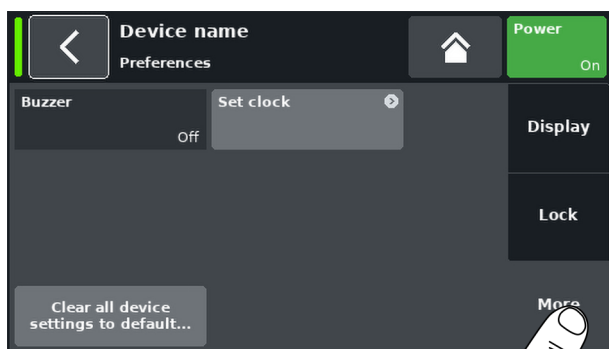 Device name
Preferences
Power
On
Buzzer
Off
Set clock
Display
Lock
Clear all device
settings to default...
More